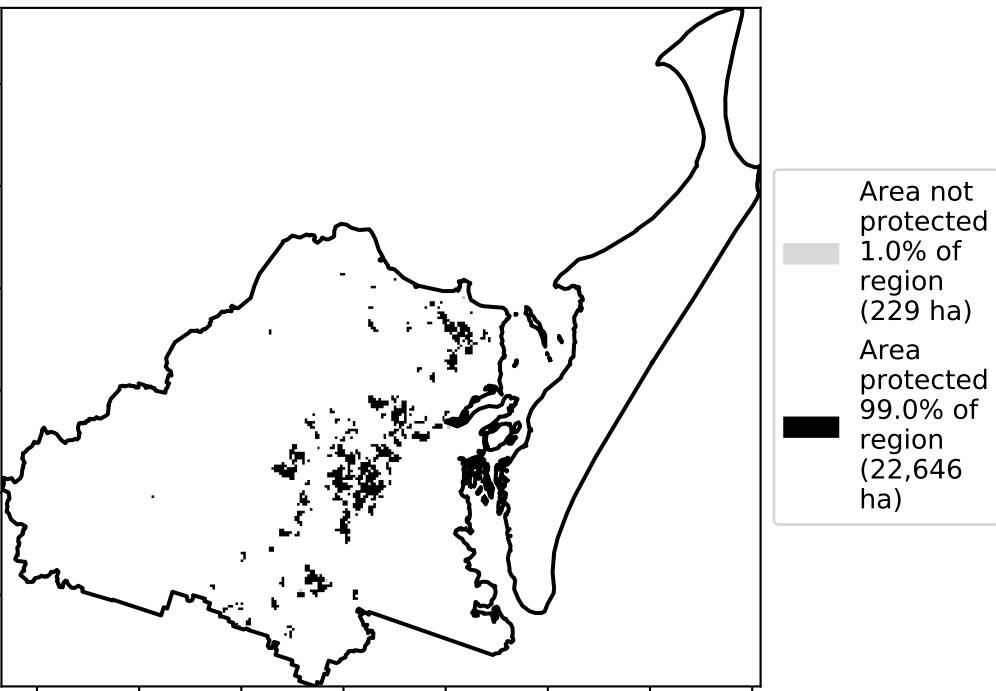 Area not
protected
1.0% of
region
(229 ha)
Area
protected
99.0% of
region
(22,646
ha)